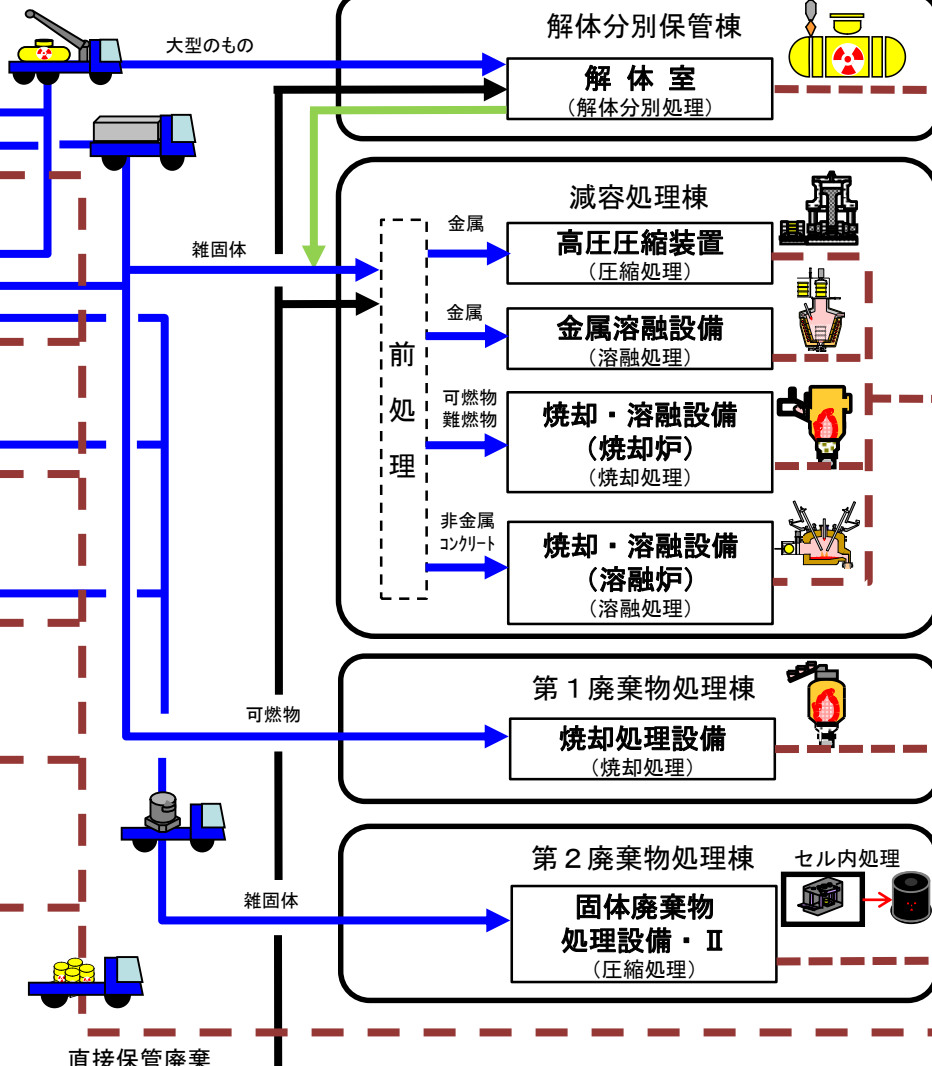 大型のもの
解体分別保管棟
解 体 室
（解体分別処理）
減容処理棟
雑固体
前
処
理
金属
高圧圧縮装置
（圧縮処理）
金属
金属溶融設備
（溶融処理）
可燃物
難燃物
焼却・溶融設備
（焼却炉）
（焼却処理）
非金属
ｺﾝｸﾘｰﾄ
焼却・溶融設備
（溶融炉）
（溶融処理）
第１廃棄物処理棟
可燃物
焼却処理設備
（焼却処理）
第２廃棄物処理棟
セル内処理
雑固体
固体廃棄物
処理設備・Ⅱ
（圧縮処理）
直接保管廃棄